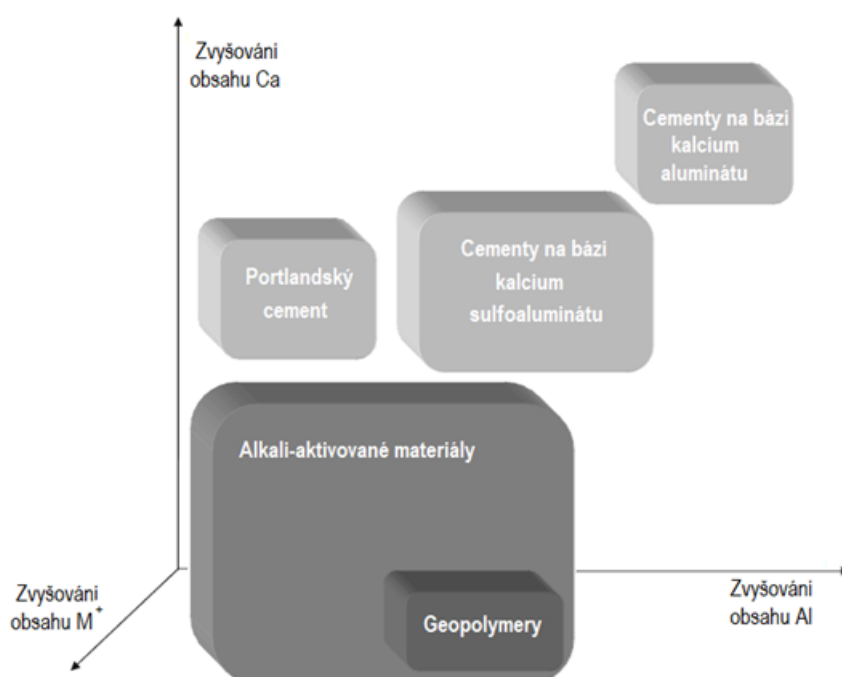 Zvyšování
obsahu Ca
Cementy na bázi
kalcium
aluminátu
Portlandský
cement
Cementy na bázi
kalcium
sulfoaluminátu
Alkali-aktivované materiály
Zvyšování
obsahu M⁺
Geopolymery
Zvyšování
obsahu Al